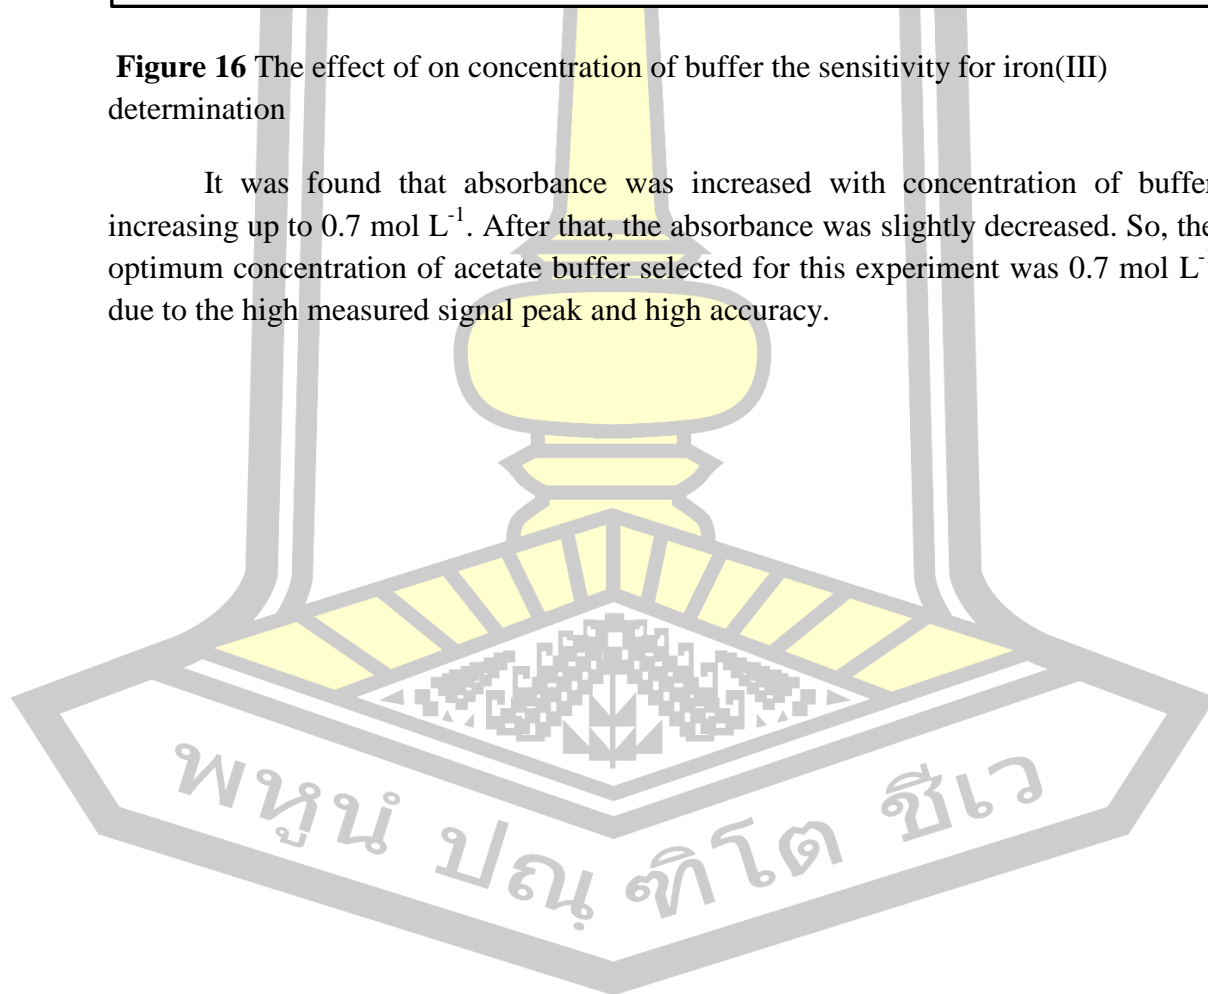 Figure 16 The effect of on concentration of buffer the sensitivity for iron(III)
determination
It was found that absorbance was increased with concentration of buffer
increasing up to 0.7 mol L-1. After that, the absorbance was slightly decreased. So, the
optimum concentration of acetate buffer selected for this experiment was 0.7 mol L-1
due to the high measured signal peak and high accuracy.
พหูนํ ปณฺ ฑิโต ชีเว